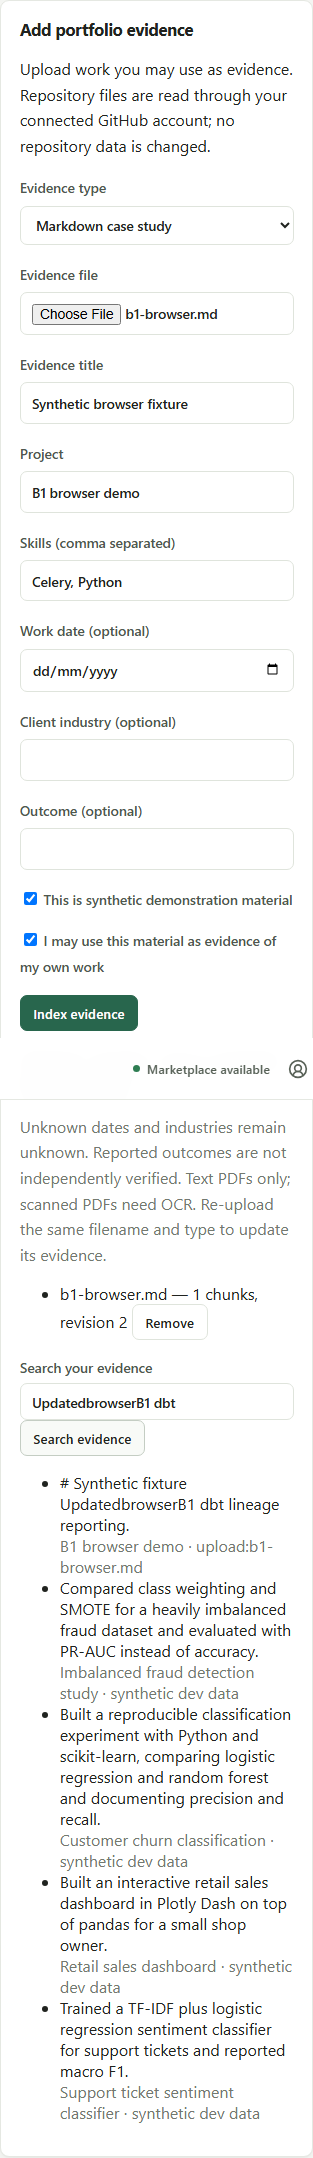 Add portfolio evidence
Upload work you may use as evidence.
Repository files are read through your
connected GitHub account; no
repository data is changed.
Evidence type
Markdown case study
Evidence file
Choose File b1-browser.md
Evidence title
Synthetic browser fixture
Project
B1 browser demo
Skills (comma separated)
Celery, Python
Work date (optional)
dd/mm/yyyy
Client industry (optional)
Outcome (optional)
This is synthetic demonstration material
I may use this material as evidence of
my own work
Index evidence
Marketplace available
Unknown dates and industries remain
unknown. Reported outcomes are not
independently verified. Text PDFs only;
scanned PDFs need OCR. Re-upload
the same filename and type to update
its evidence.
b1-browser.md — 1 chunks,
revision 2 Remove
Search your evidence
UpdatedbrowserB1 dbt
Search evidence
# Synthetic fixture
UpdatedbrowserB1 dbt lineage
reporting.
B1 browser demo · upload:b1-
browser.md
Compared class weighting and
SMOTE for a heavily imbalanced
fraud dataset and evaluated with
PR-AUC instead of accuracy.
Imbalanced fraud detection
study · synthetic dev data
Built a reproducible classification
experiment with Python and
scikit-learn, comparing logistic
regression and random forest
and documenting precision and
recall.
Customer churn classification ·
synthetic dev data
Built an interactive retail sales
dashboard in Plotly Dash on top
of pandas for a small shop
owner.
Retail sales dashboard · synthetic
dev data
Trained a TF-IDF plus logistic
regression sentiment classifier
for support tickets and reported
macro F1.
Support ticket sentiment
classifier · synthetic dev data